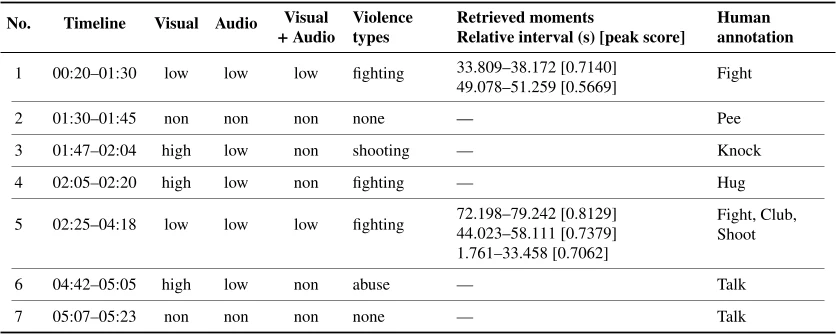 No. Timeline Visual Audio Visual + Audio Violence types Retrieved moments Relative interval (s) [peak score] Human annotation
1 00:20–01:30 low low low fighting 33.809–38.172 [0.7140] Fight
49.078–51.259 [0.5669]
2 01:30–01:45 non non non none — Pee
3 01:47–02:04 high low non shooting — Knock
4 02:05–02:20 high low non fighting — Hug
5 02:25–04:18 low low low fighting 72.198–79.242 [0.8129] Fight, Club,
44.023–58.111 [0.7379] Shoot
1.761–33.458 [0.7062]
6 04:42–05:05 high low non abuse — Talk
7 05:07–05:23 non non non none — Talk